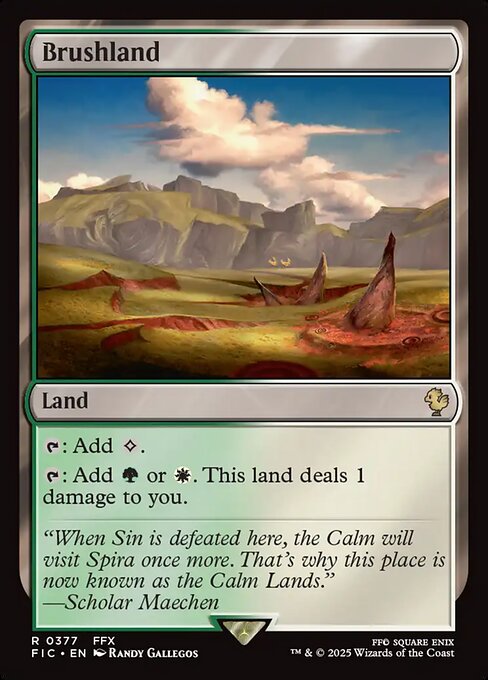 Brushland
Land
: Add .
: Add or . This land deals 1
damage to you.
“When Sin is defeated here, the Calm will
visit Spira once more. That’s why this place is
now known as the Calm Lands.”
—Scholar Maechen
R 0377 FFX
FIC • EN Randy Gallegos
FF© SQUARE ENIX
™ & © 2025 Wizards of the Coast